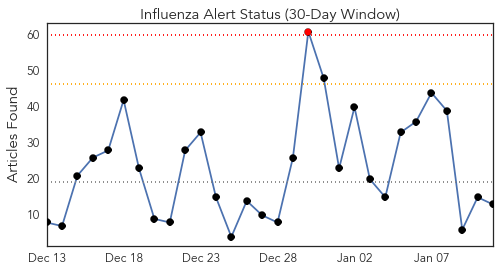 Influenza Alert Status (30-Day Window)
Articles Found
60
50
40
30
20
10
Dec 13 Dec 18 Dec 23 Dec 28 Jan 02 Jan 07